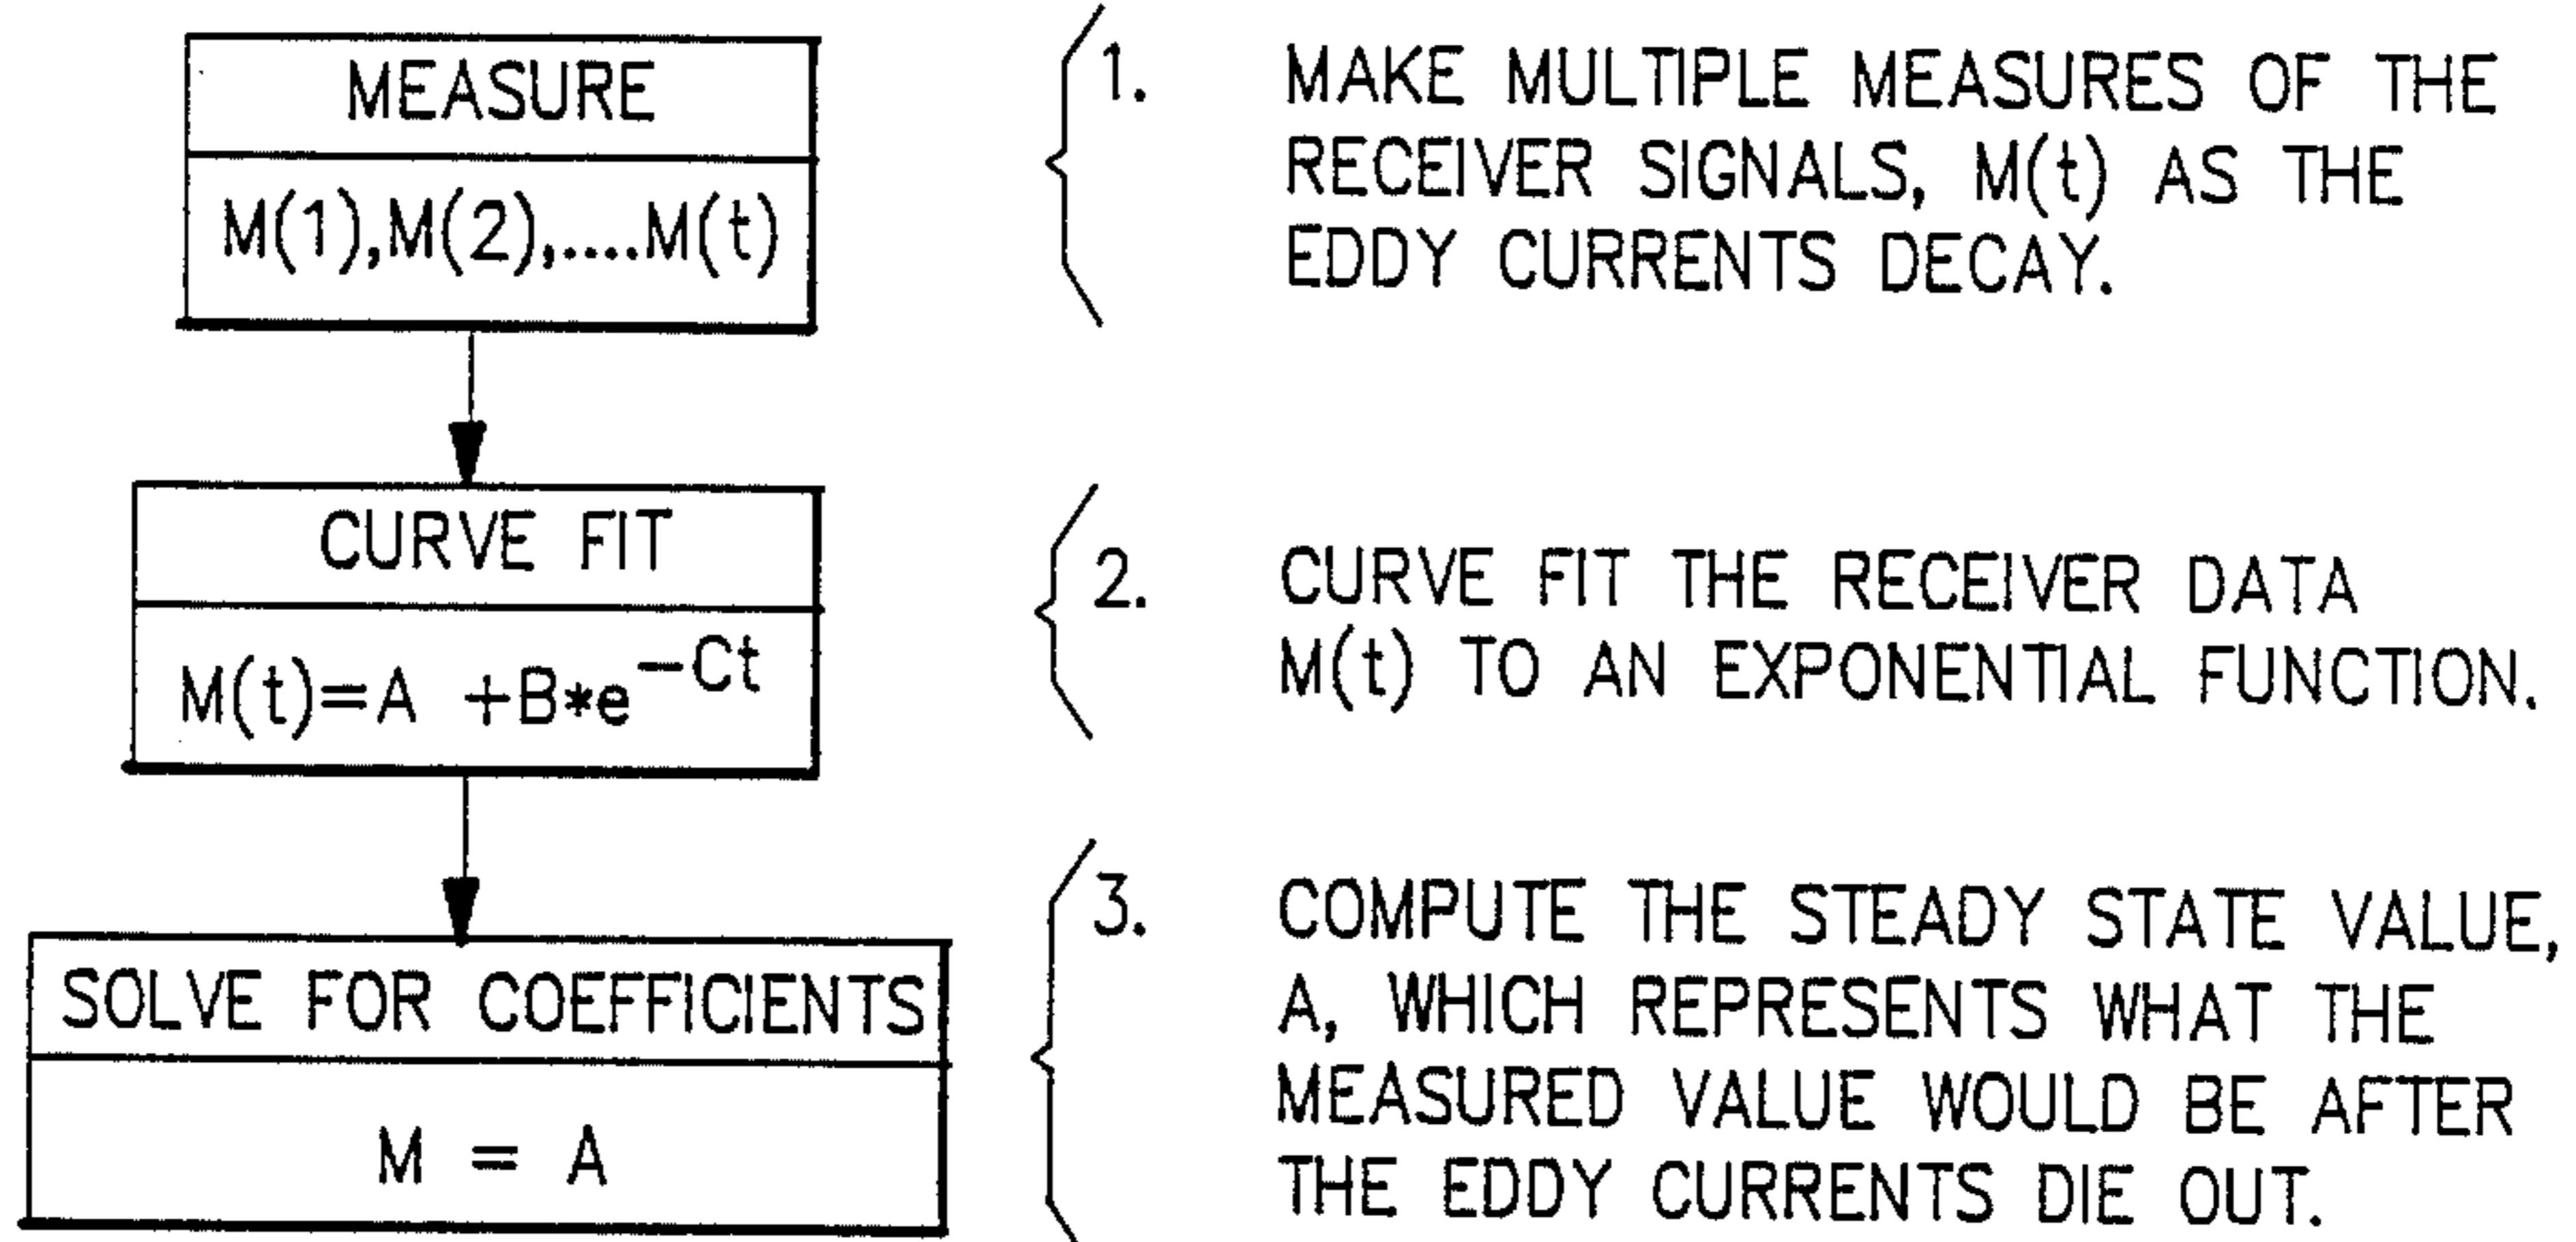 MEASURE
M(1),M(2),....M(t)
1. MAKE MULTIPLE MEASURES OF THE
RECEIVER SIGNALS, M(t) AS THE
EDDY CURRENTS DECAY.
CURVE FIT
M(t)=A +B*e^-Ct
2. CURVE FIT THE RECEIVER DATA
M(t) TO AN EXPONENTIAL FUNCTION.
SOLVE FOR COEFFICIENTS
M = A
3. COMPUTE THE STEADY STATE VALUE,
A, WHICH REPRESENTS WHAT THE
MEASURED VALUE WOULD BE AFTER
THE EDDY CURRENTS DIE OUT.